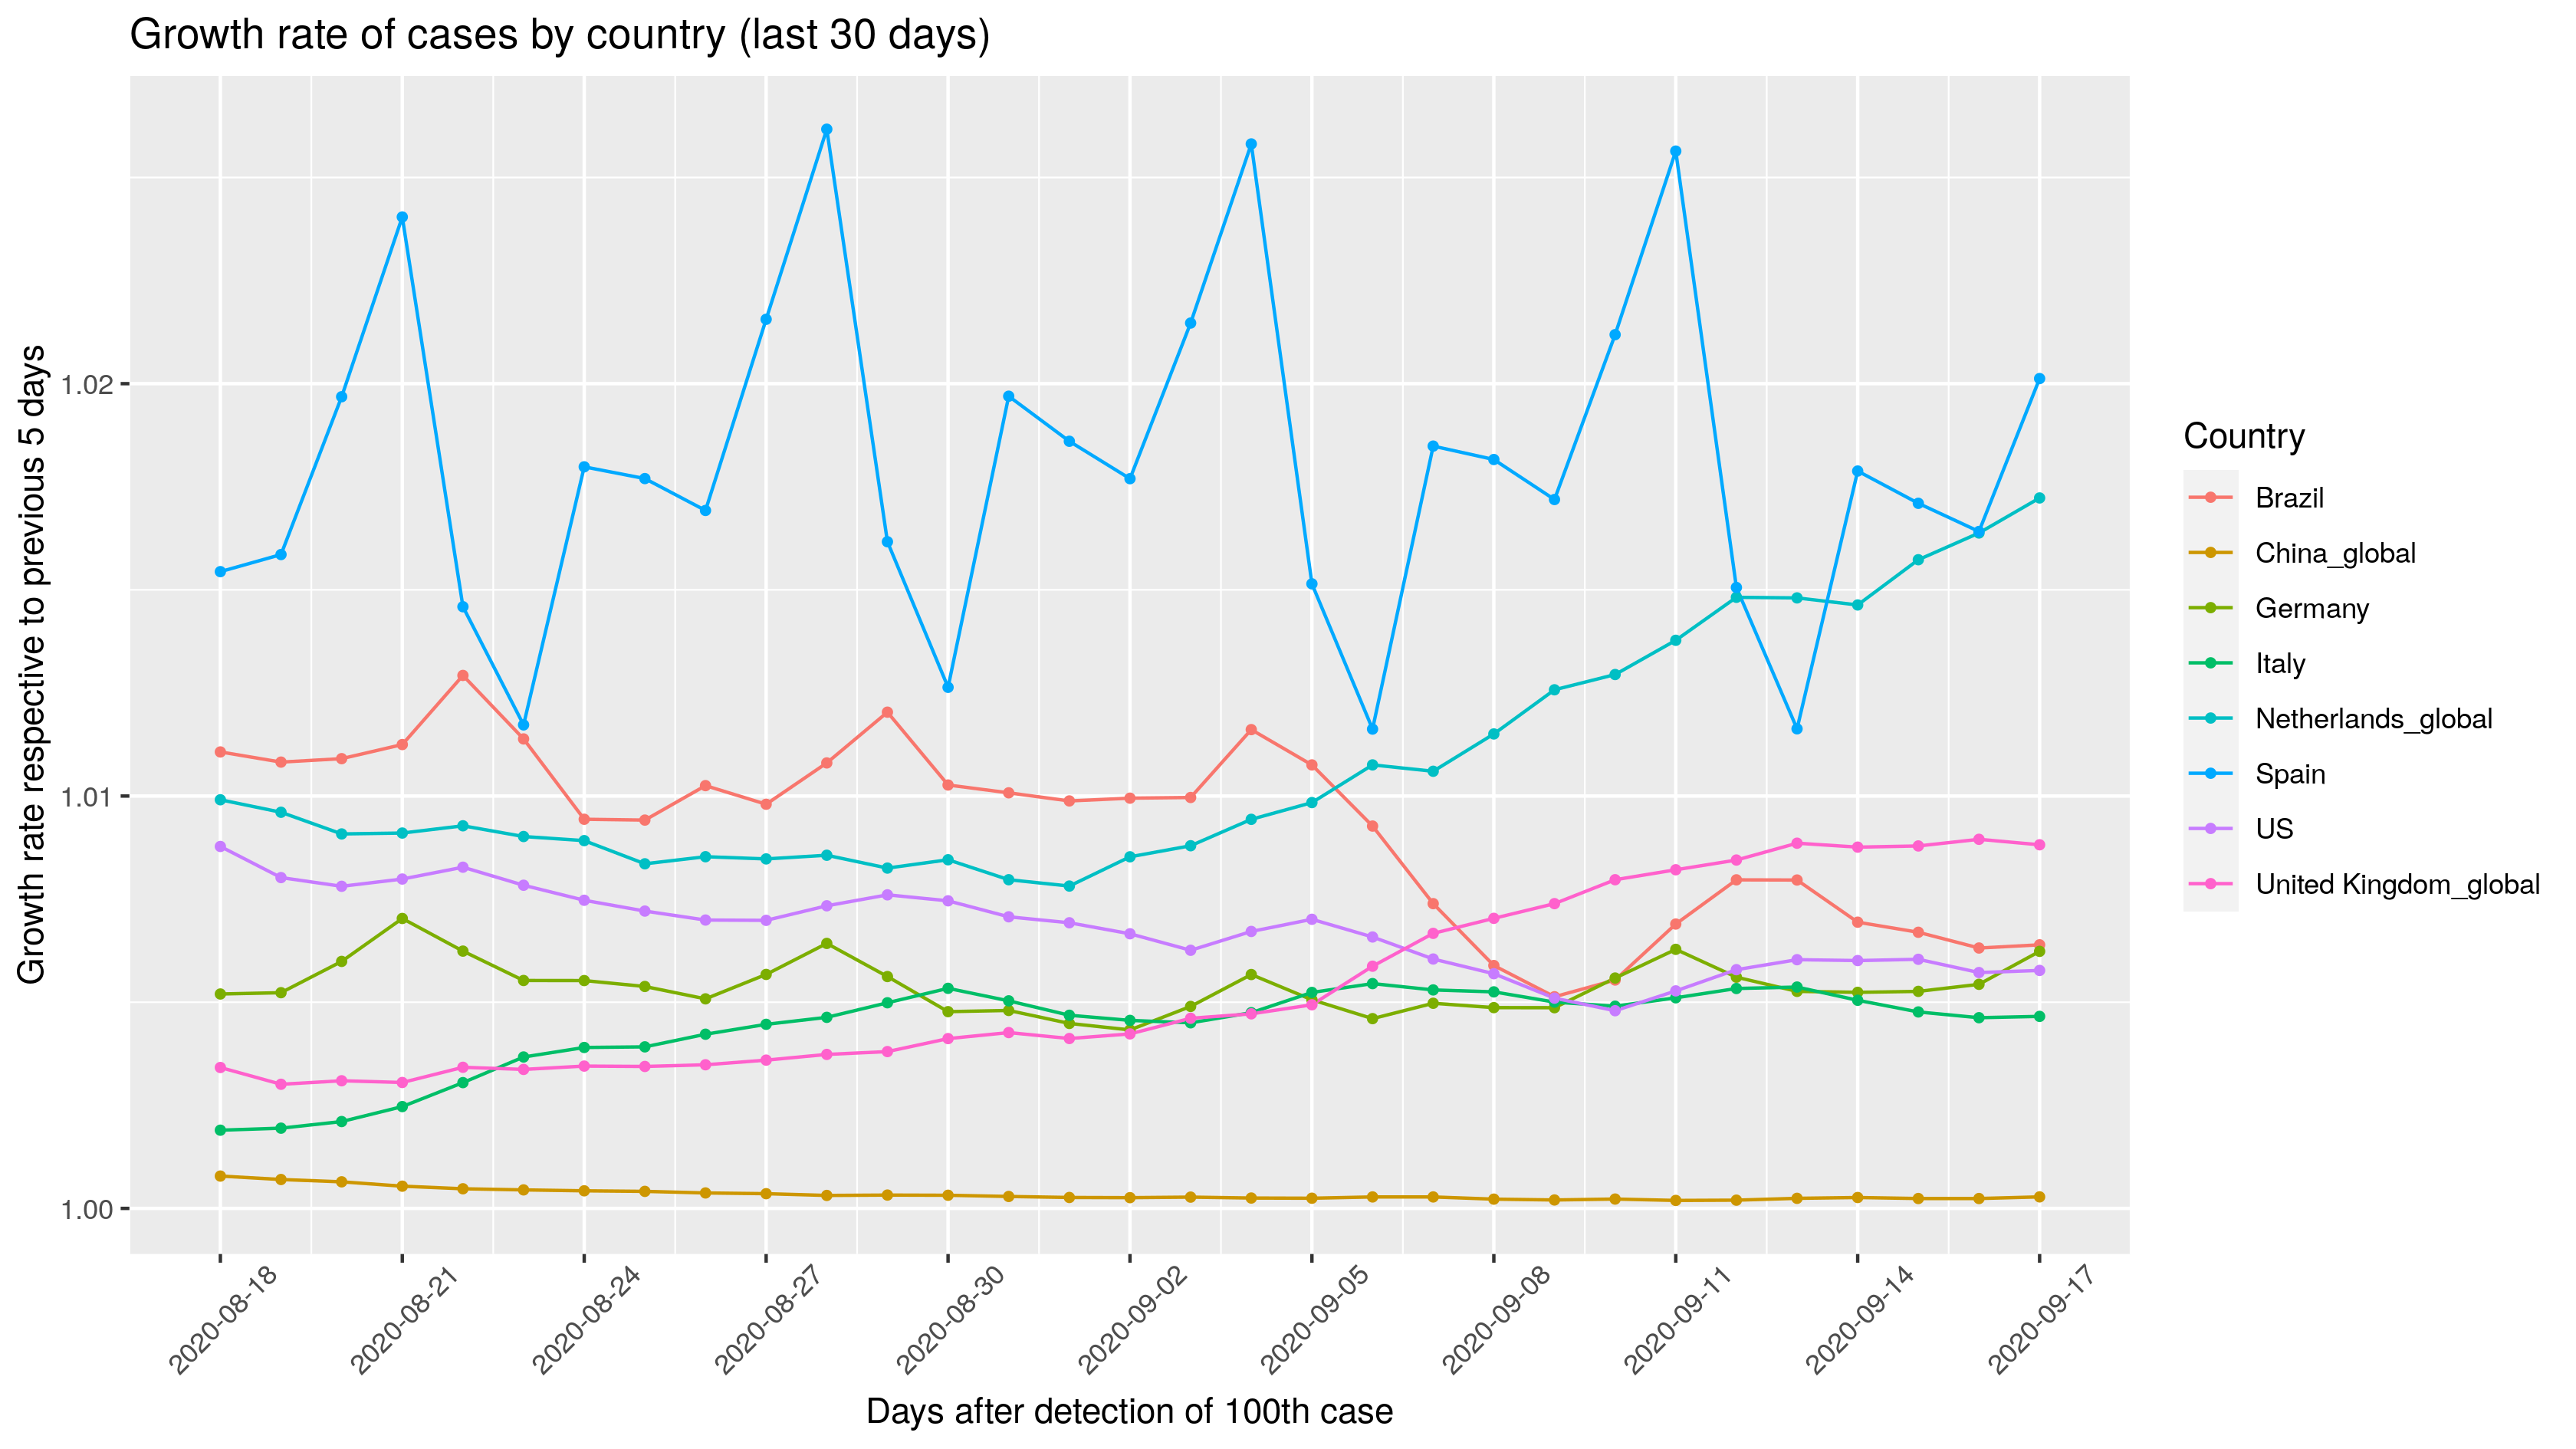 Growth rate of cases by country (last 30 days)
Growth rate respective to previous 5 days
1.02
1.01
1.00
2020-08-18
2020-08-21
2020-08-24
2020-08-27
2020-08-30
2020-09-02
2020-09-05
2020-09-08
2020-09-11
2020-09-14
2020-09-17
Days after detection of 100th case
Country
Brazil
China_global
Germany
Italy
Netherlands_global
Spain
US
United Kingdom_global